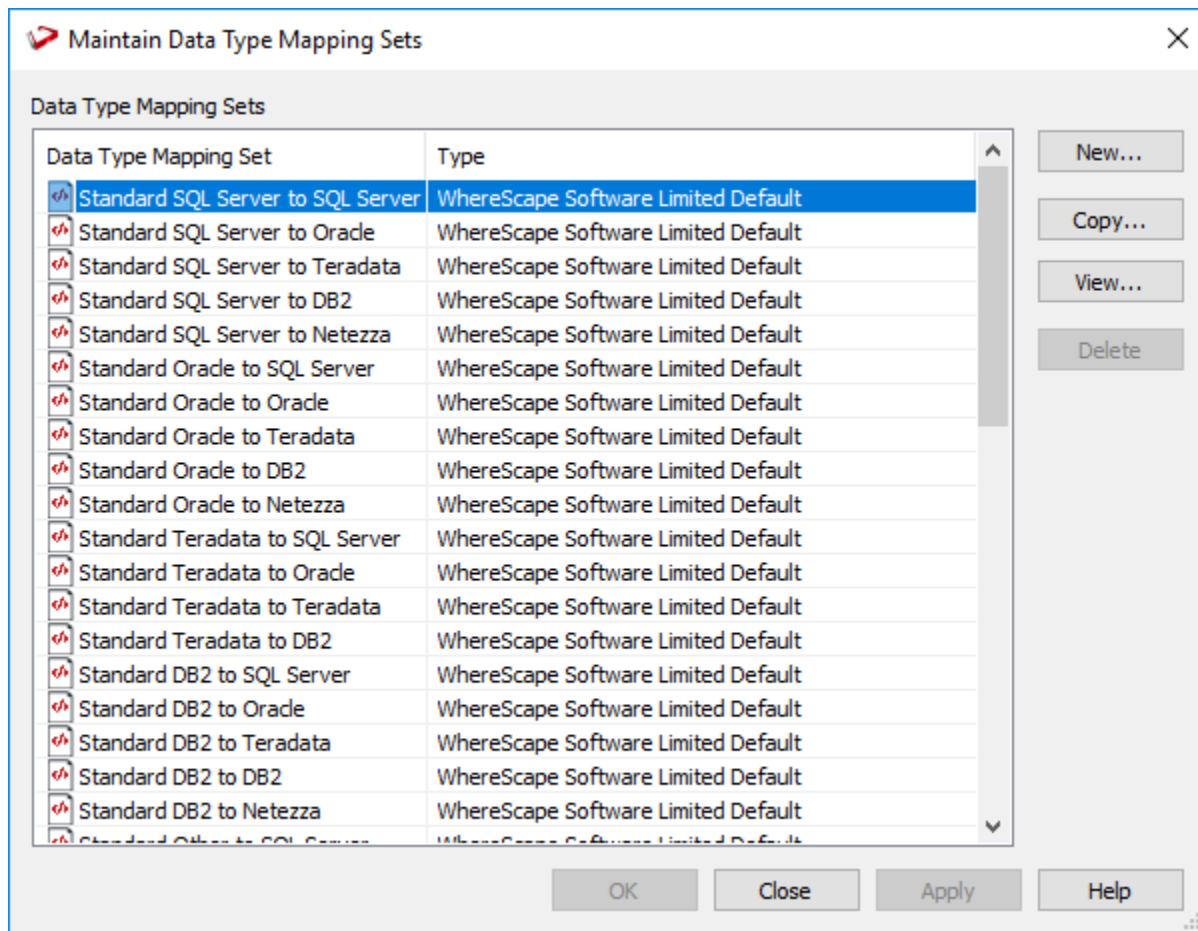 Maintain Data Type Mapping Sets
Data Type Mapping Sets
Data Type Mapping Set Type
Standard SQL Server to SQL Server WhereScape Software Limited Default
Standard SQL Server to Oracle WhereScape Software Limited Default
Standard SQL Server to Teradata WhereScape Software Limited Default
Standard SQL Server to DB2 WhereScape Software Limited Default
Standard SQL Server to Netezza WhereScape Software Limited Default
Standard Oracle to SQL Server WhereScape Software Limited Default
Standard Oracle to Oracle WhereScape Software Limited Default
Standard Oracle to Teradata WhereScape Software Limited Default
Standard Oracle to DB2 WhereScape Software Limited Default
Standard Oracle to Netezza WhereScape Software Limited Default
Standard Teradata to SQL Server WhereScape Software Limited Default
Standard Teradata to Oracle WhereScape Software Limited Default
Standard Teradata to Teradata WhereScape Software Limited Default
Standard Teradata to DB2 WhereScape Software Limited Default
Standard DB2 to SQL Server WhereScape Software Limited Default
Standard DB2 to Oracle WhereScape Software Limited Default
Standard DB2 to Teradata WhereScape Software Limited Default
Standard DB2 to DB2 WhereScape Software Limited Default
Standard DB2 to Netezza WhereScape Software Limited Default
Standard Other to SQL Server WhereScape Software Limited Default
New...
Copy...
View...
Delete
OK Close Apply Help